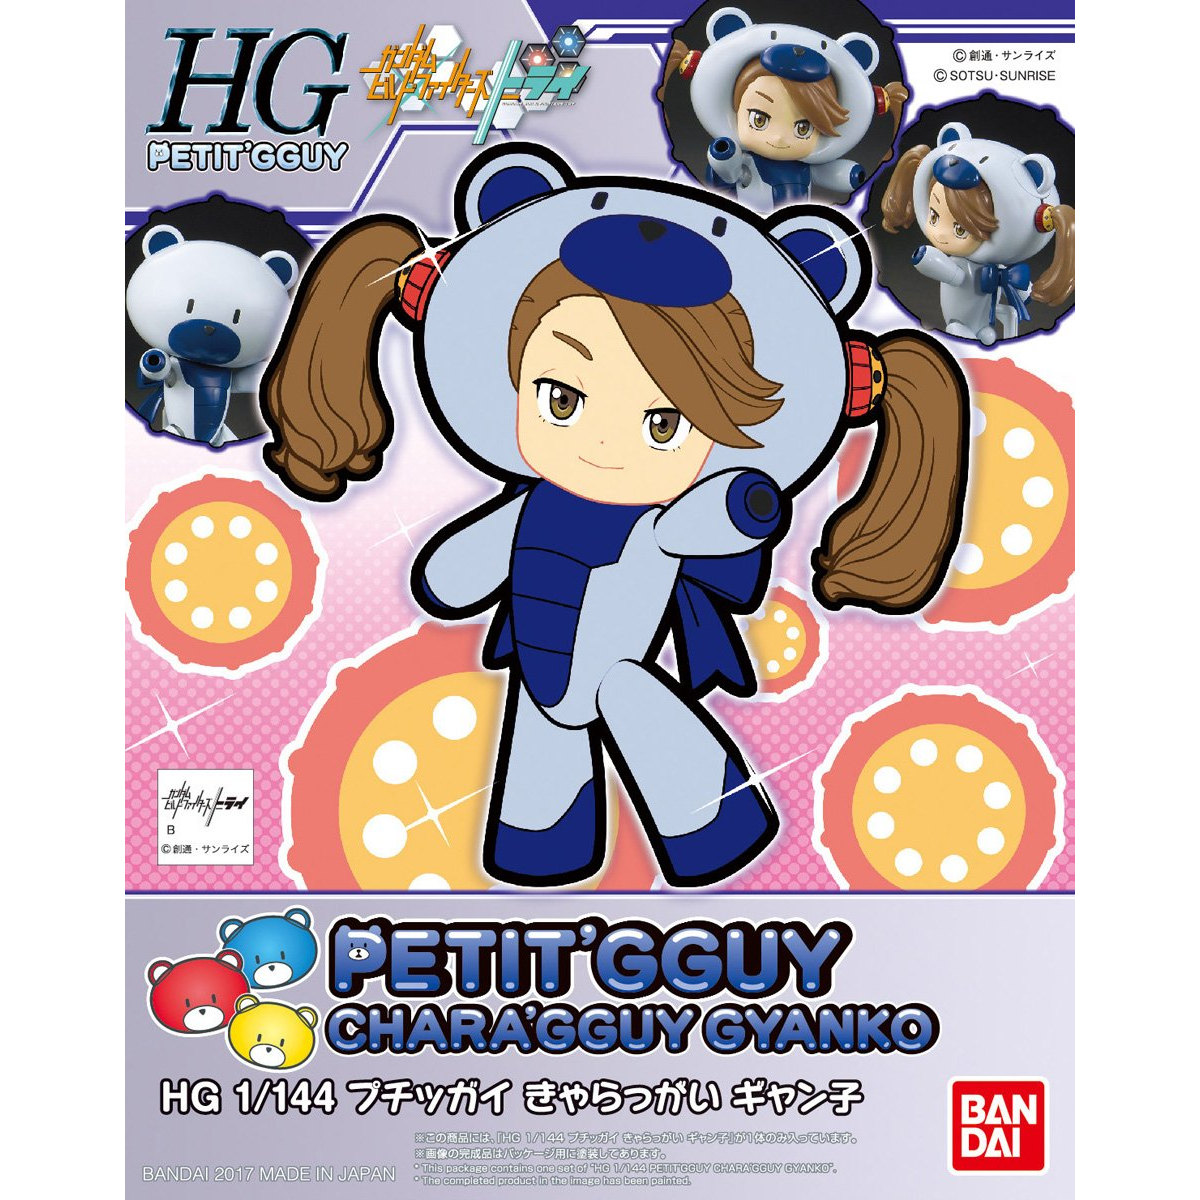 HG
PETIT'GGUY
ガンダム
ビルドファイターズ トライ
©創通・サンライズ
©SOTSU・SUNRISE
ガンダム
ビルドファイターズ トライ
B
©創通・サンライズ
PETIT'GGUY
CHARA'GGUY GYANKO
HG 1/144 プチッガイ きゃらっがい ギャン子
※この商品には、「HG 1/144 プチッガイ きゃらっがい ギャン子」が1体のみ入っています。
※画像の完成品はパッケージ用に塗装してあります。
* This package contains one set of "HG 1/144 PETIT'GGUY CHARA'GGUY GYANKO".
* The completed product in the image has been painted.
BANDAI 2017 MADE IN JAPAN
BAN
DAI